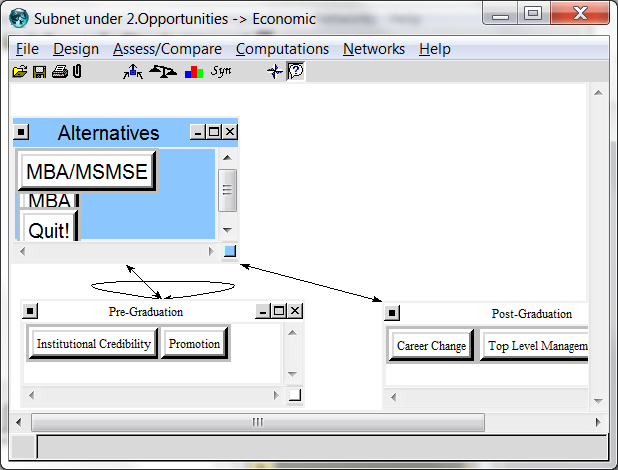 Subnet under 2.Opportunities -> Economic
File Design Assess/Compare Computations Networks Help
Syn
Alternatives
MBA/MSMSE
MBA
Quit!
Pre-Graduation
Institutional Credibility Promotion
Post-Graduation
Career Change Top Level Managem